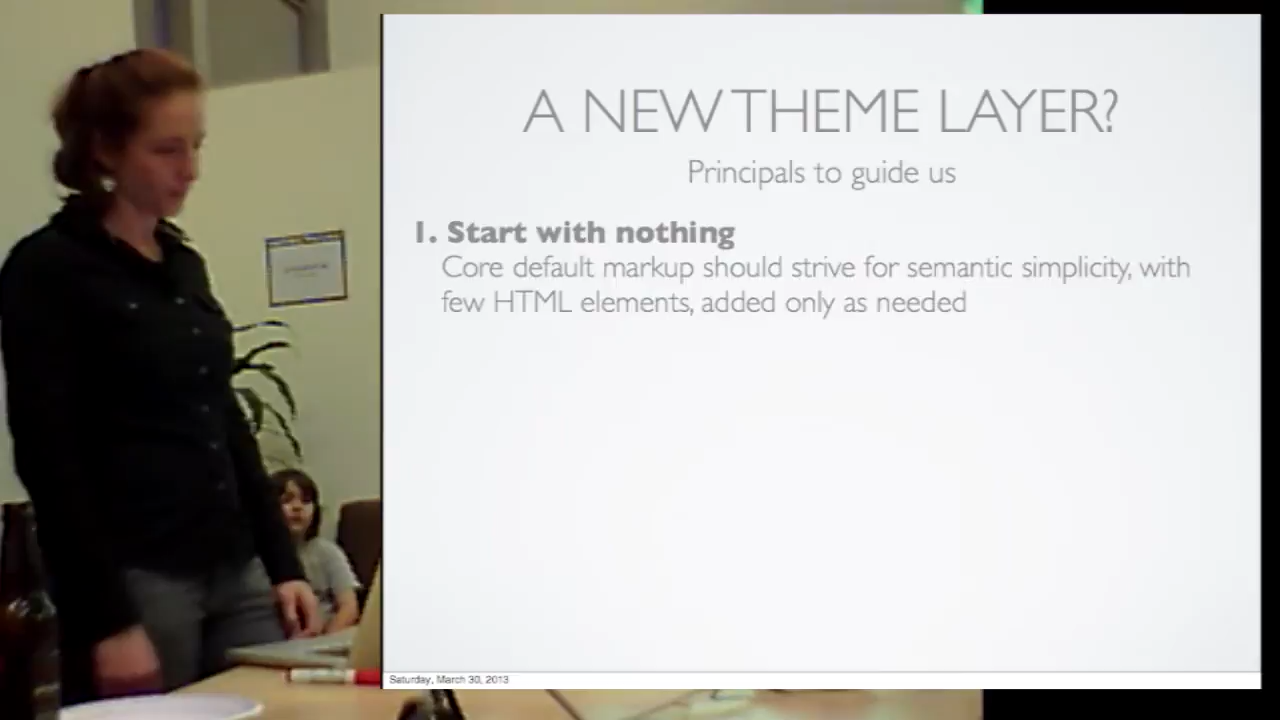 A NEW THEME LAYER?
Principals to guide us
1. Start with nothing
Core default markup should strive for semantic simplicity, with
few HTML elements, added only as needed
Saturday, March 30, 2013